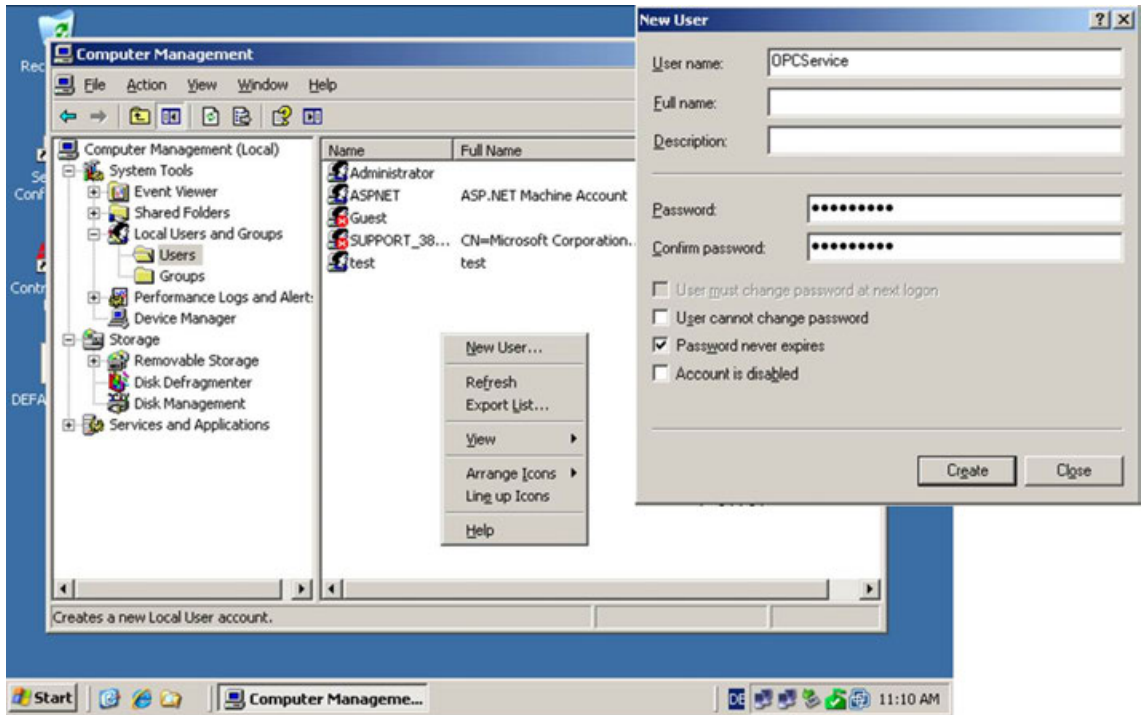 Rec
Se
Conf
Contr
DEFA
Computer Management
File Action View Window Help
Computer Management (Local)
System Tools
Event Viewer
Shared Folders
Local Users and Groups
Users
Groups
Performance Logs and Alert:
Device Manager
Storage
Removable Storage
Disk Defragmenter
Disk Management
Services and Applications
Name Full Name
Administrator
ASPNET ASP.NET Machine Account
Guest
SUPPORT_38... CN=Microsoft Corporation..
test test
New User...
Refresh
Export List...
View
Arrange Icons
Line up Icons
Help
Creates a new Local User account.
New User
User name: OPCService
Full name:
Description:
Password: •••••••••
Confirm password: •••••••••
User must change password at next logon
User cannot change password
Password never expires
Account is disabled
Create Close
Start Computer Manageme... DE 11:10 AM